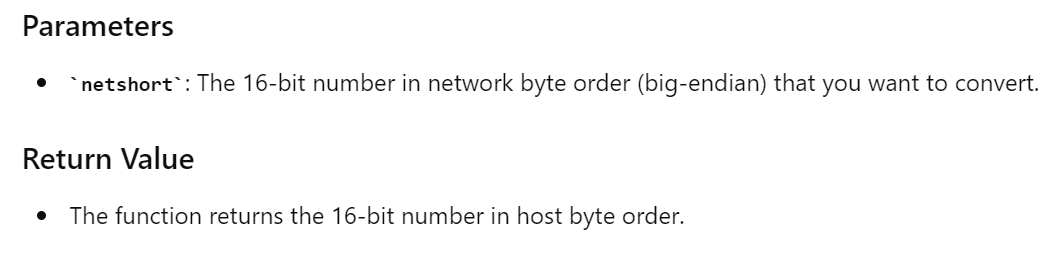 Parameters
• `netshort`: The 16-bit number in network byte order (big-endian) that you want to convert.
Return Value
• The function returns the 16-bit number in host byte order.